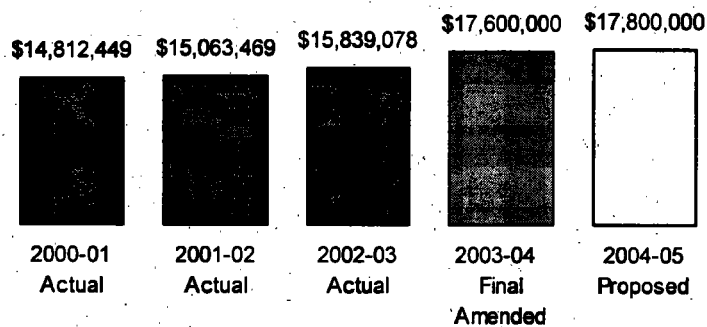 $14,812,449 $15,063,469 $15,839,078 $17,600,000 $17,800,000
2000-01 2001-02 2002-03 2003-04 2004-05
Actual Actual Actual Final Proposed
Amended